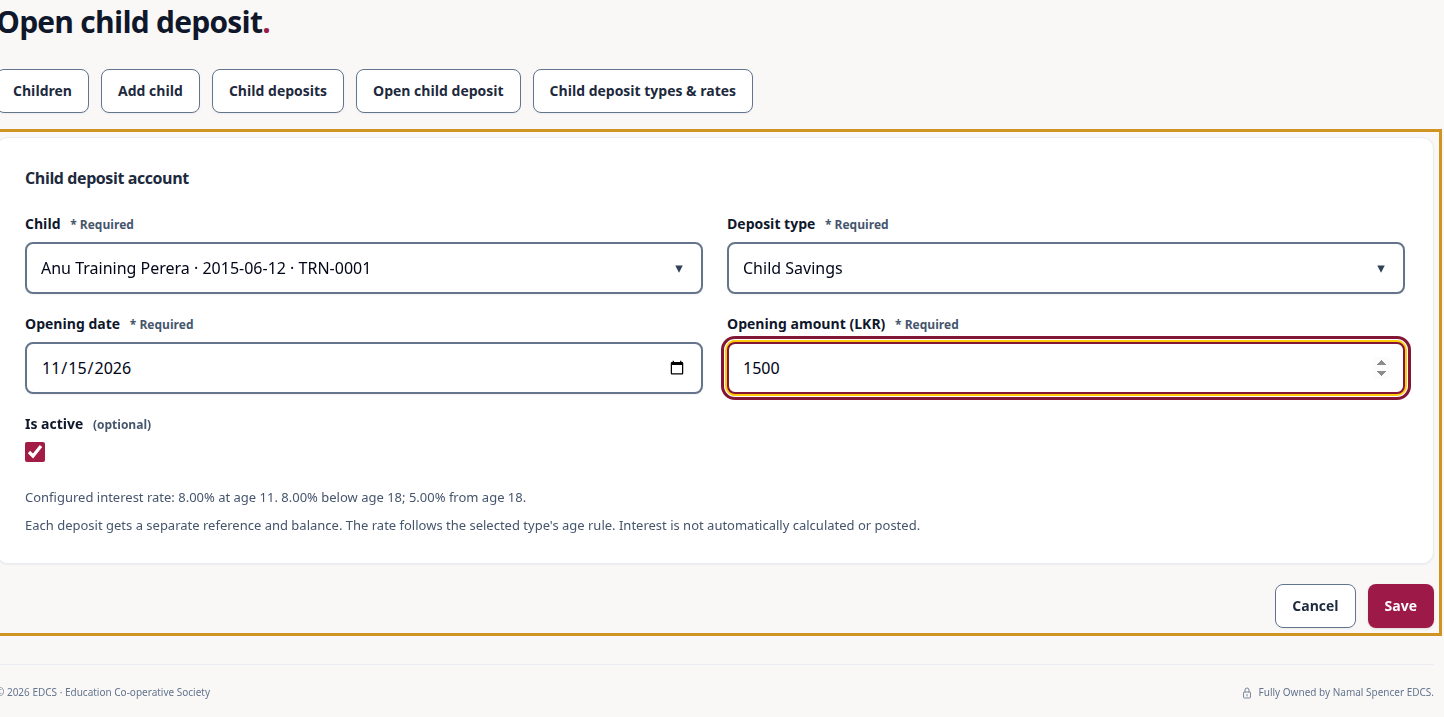 Open child deposit.
Children
Add child
Child deposits
Open child deposit
Child deposit types & rates
Child deposit account
Child * Required
Deposit type * Required
Anu Training Perera · 2015-06-12 · TRN-0001
Child Savings
Opening date * Required
Opening amount (LKR) * Required
11/15/2026
1500
Is active (optional)
Configured interest rate: 8.00% at age 11. 8.00% below age 18; 5.00% from age 18.
Each deposit gets a separate reference and balance. The rate follows the selected type's age rule. Interest is not automatically calculated or posted.
Cancel
Save
© 2026 EDCS · Education Co-operative Society
Fully Owned by Namal Spencer EDCS.